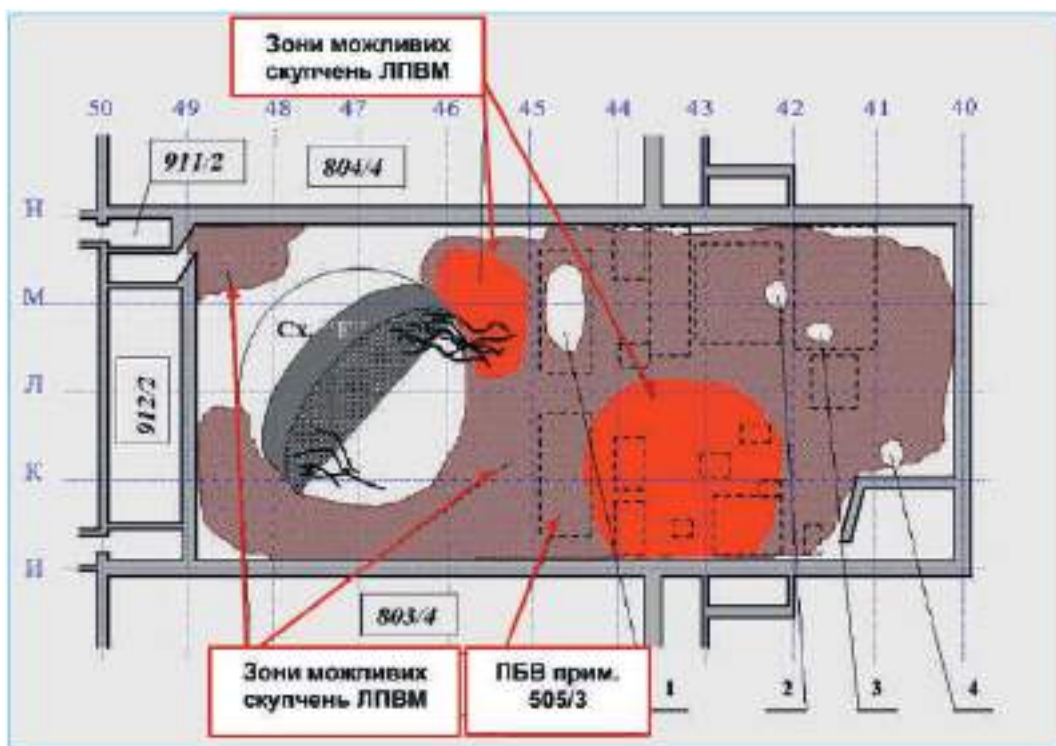 Зони можливих
скупчень ЛПВМ
50 49 48 47 46 45 44 43 42 41 40
911/2
804/4
Н
М
Сх.
Л
912/2
К
И
803/4
Зони можливих
скупчень ЛПВМ
ПБВ прим.
505/3
1 2 3 4